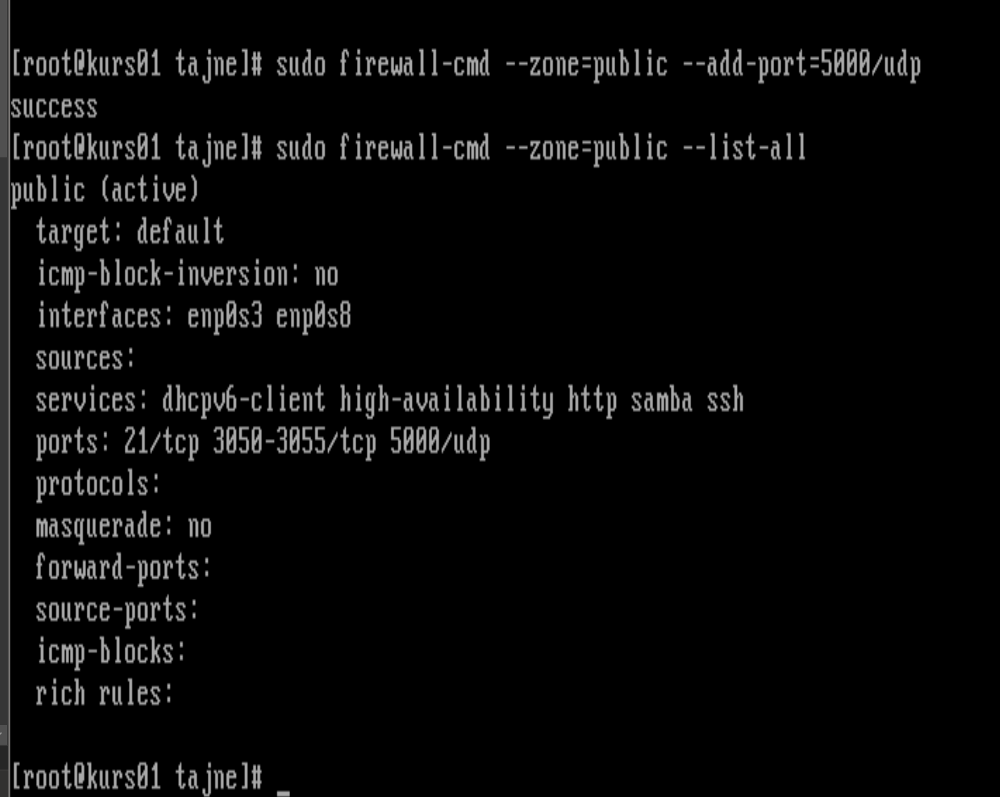 [root@kurs01 tajne]# sudo firewall-cmd --zone=public --add-port=5000/udp
success
[root@kurs01 tajne]# sudo firewall-cmd --zone=public --list-all
public (active)
  target: default
  icmp-block-inversion: no
  interfaces: enp0s3 enp0s8
  sources:
  services: dhcpv6-client high-availability http samba ssh
  ports: 21/tcp 3050-3055/tcp 5000/udp
  protocols:
  masquerade: no
  forward-ports:
  source-ports:
  icmp-blocks:
  rich rules:
[root@kurs01 tajne]# _